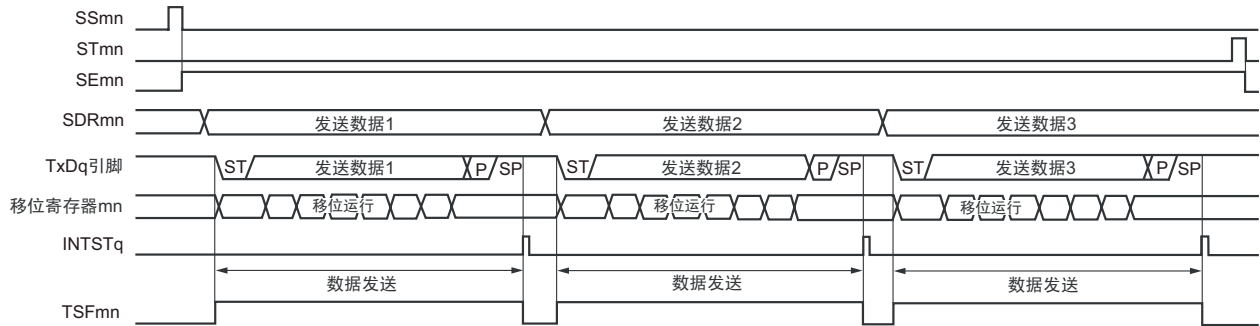 SSmn
STmn
SEmn
SDRmn 发送数据1 发送数据2 发送数据3
TxDq引脚 ST 发送数据1 P SP ST 发送数据2 P SP ST 发送数据3 P SP
移位寄存器mn 移位运行 移位运行 移位运行
INTSTq
数据发送 数据发送 数据发送
TSFmn